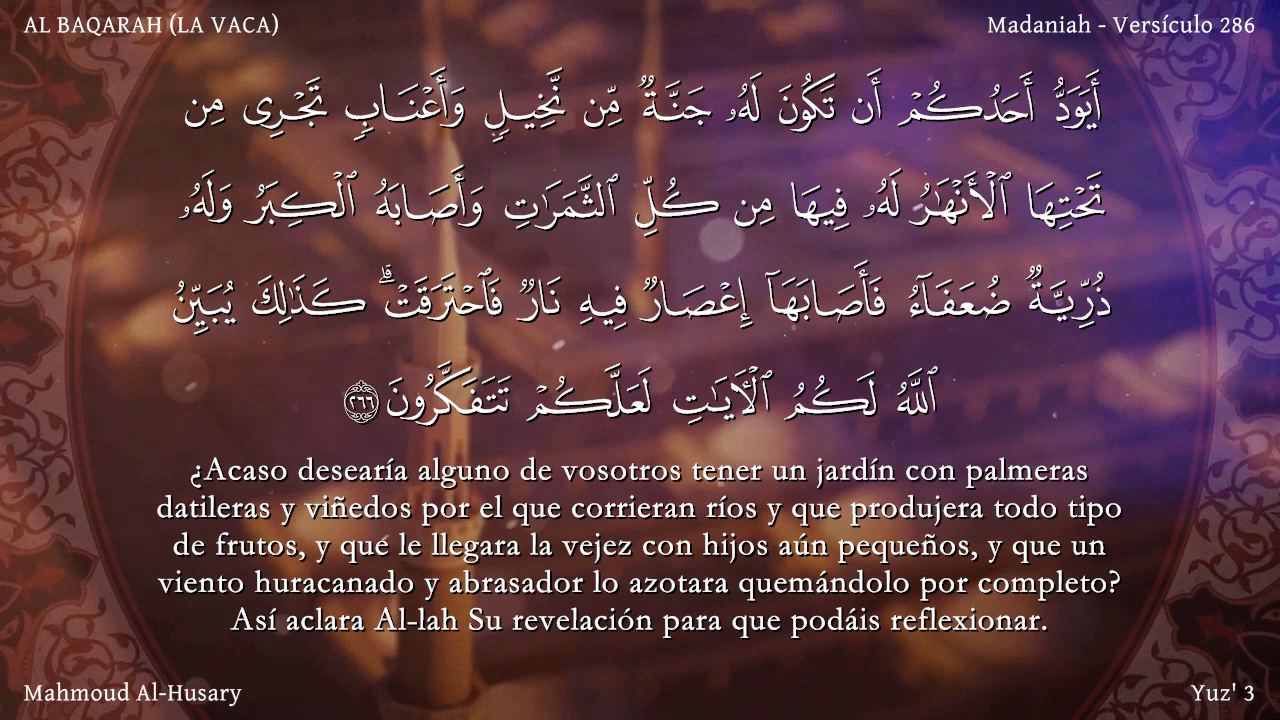 AL BAQARAH (LA VACA)
Madaniah - Versículo 286
أَيَوَدُّ أَحَدُكُمْ أَن تَكُونَ لَهُۥ جَنَّةٌ مِّن نَّخِيلٍ وَأَعْنَابٍ تَجْرِى مِن
تَحْتِهَا ٱلْأَنْهَـٰرُ لَهُۥ فِيهَا مِن كُلِّ ٱلثَّمَرَٰتِ وَأَصَابَهُ ٱلْكِبَرُ وَلَهُۥ
ذُرِّيَّةٌ ضُعَفَآءُ فَأَصَابَهَآ إِعْصَارٌ فِيهِ نَارٌ فَٱحْتَرَقَتْ ۗ كَذَٰلِكَ يُبَيِّنُ
ٱللَّهُ لَكُمُ ٱلْـَٔايَـٰتِ لَعَلَّكُمْ تَتَفَكَّرُونَ ٢٦٦
¿Acaso desearía alguno de vosotros tener un jardín con palmeras
datileras y viñedos por el que corrieran ríos y que produjera todo tipo
de frutos, y que le llegara la vejez con hijos aún pequeños, y que un
viento huracanado y abrasador lo azotara quemándolo por completo?
Así aclara Al-lah Su revelación para que podáis reflexionar.
Mahmoud Al-Husary
Yuz' 3